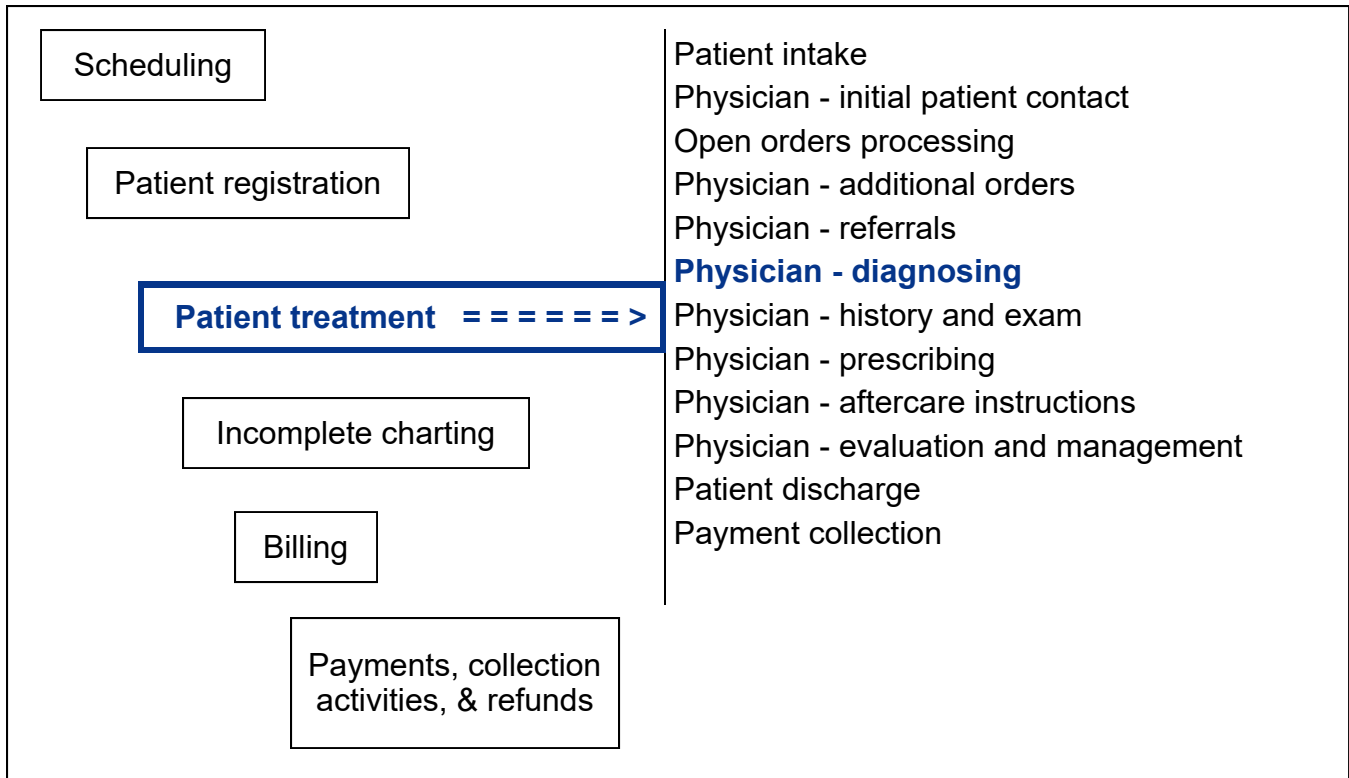 Scheduling
Patient registration
Patient treatment = = = = = = >
Incomplete charting
Billing
Payments, collection
activities, & refunds
Patient intake
Physician - initial patient contact
Open orders processing
Physician - additional orders
Physician - referrals
Physician - diagnosing
Physician - history and exam
Physician - prescribing
Physician - aftercare instructions
Physician - evaluation and management
Patient discharge
Payment collection